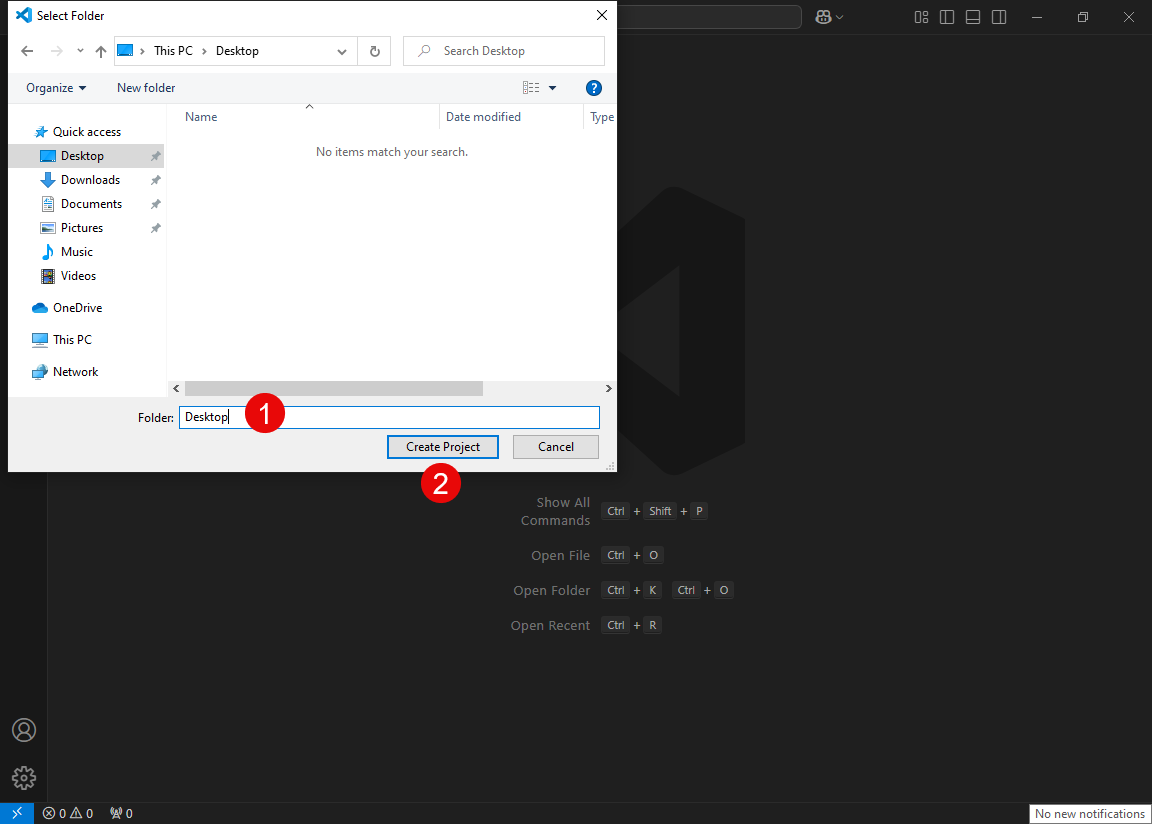 Select Folder
This PC Desktop
Search Desktop
Organize New folder
?
Name Date modified Type
No items match your search.
Quick access
Desktop
Downloads
Documents
Pictures
Music
Videos
OneDrive
This PC
Network
Folder: Desktop
1
Create Project Cancel
2
Show All
Commands Ctrl + Shift + P
Open File Ctrl + O
Open Folder Ctrl + K Ctrl + O
Open Recent Ctrl + R
0 0 0
No new notifications